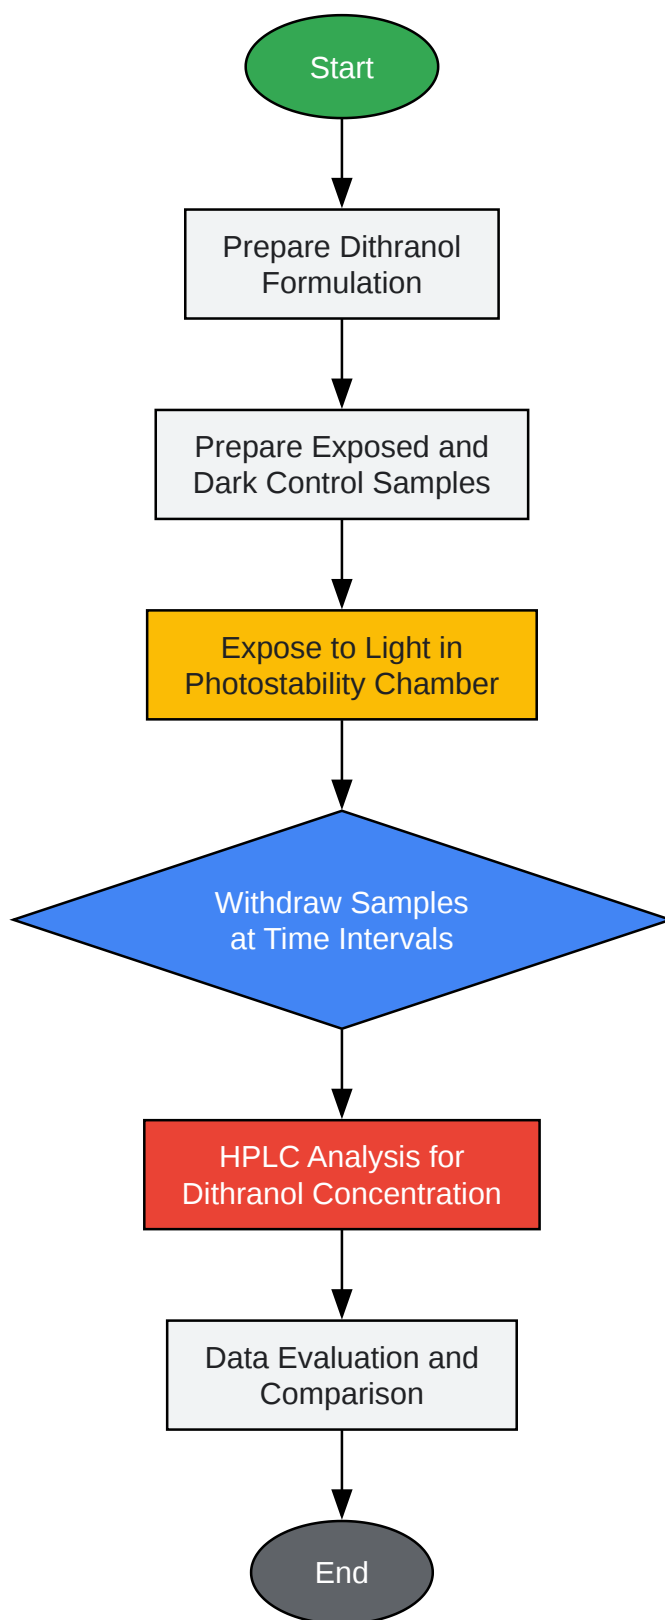 Start
Prepare Dithranol
Formulation
Prepare Exposed and
Dark Control Samples
Expose to Light in
Photostability Chamber
Withdraw Samples
at Time Intervals
HPLC Analysis for
Dithranol Concentration
Data Evaluation and
Comparison
End